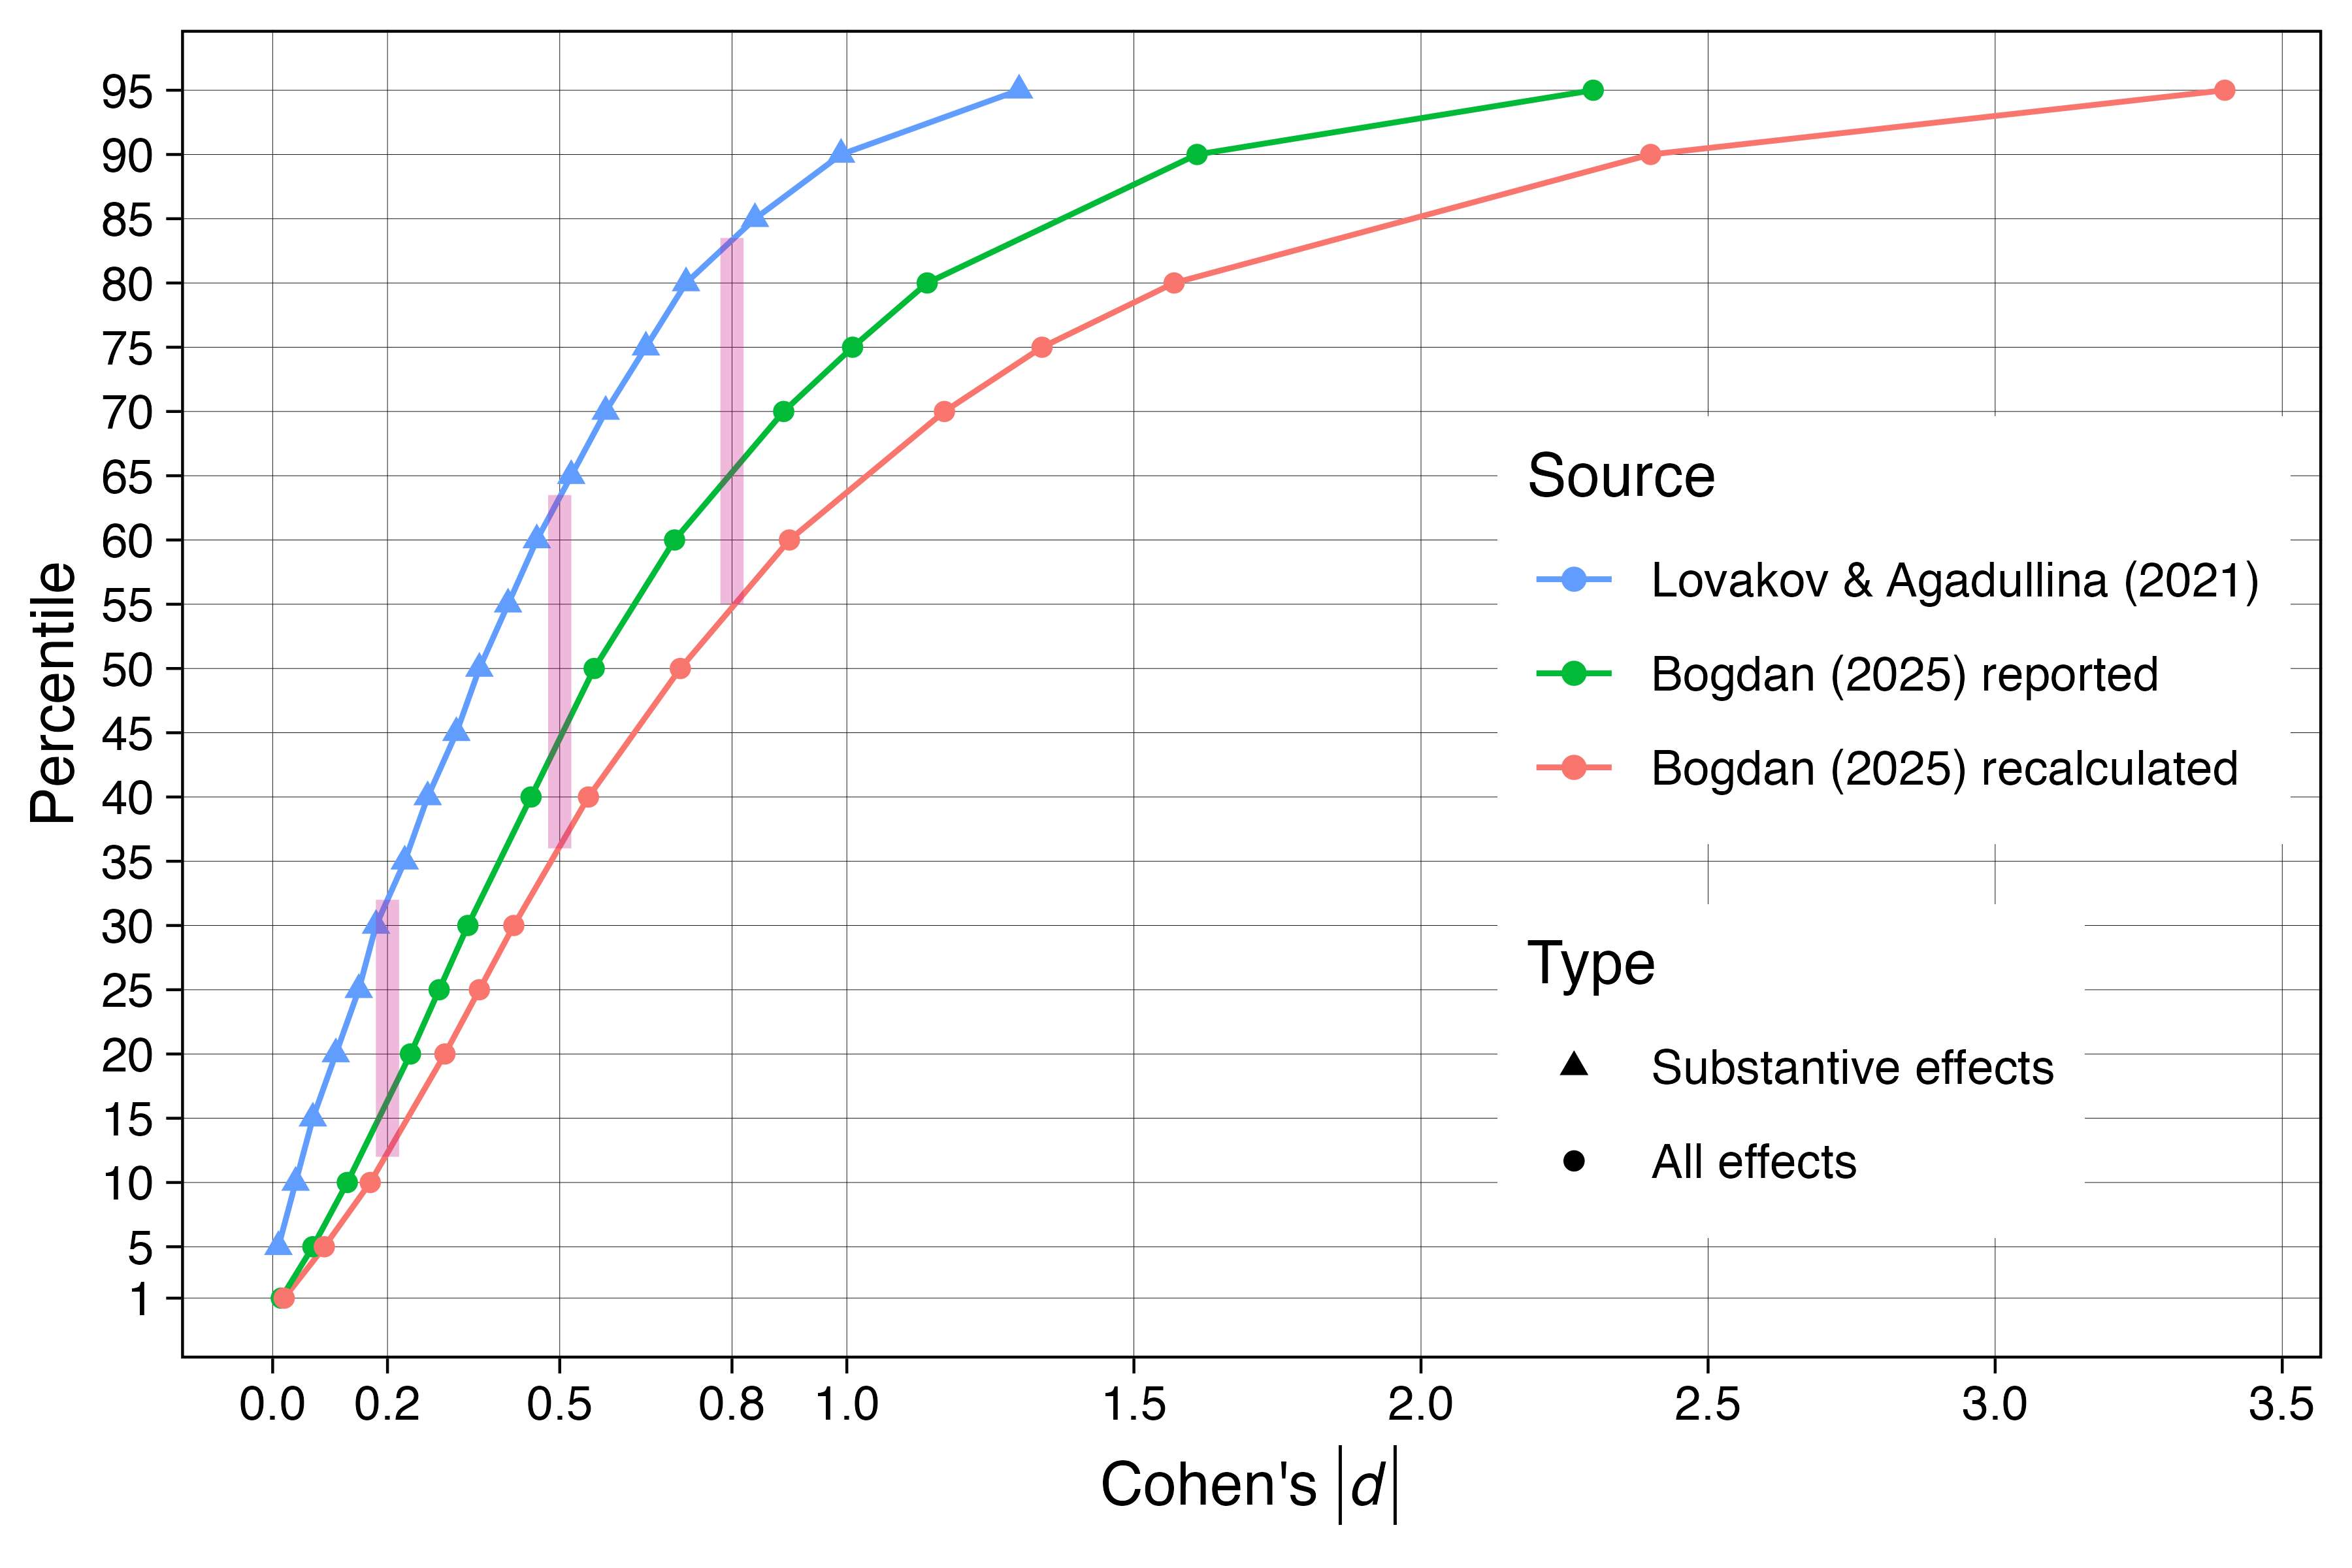 Percentile
95
90
85
80
75
70
65
60
55
50
45
40
35
30
25
20
15
10
5
1
0.0 0.2 0.5 0.8 1.0 1.5 2.0 2.5 3.0 3.5
Cohen's |d|
Source
Lovakov & Agadullina (2021)
Bogdan (2025) reported
Bogdan (2025) recalculated
Type
Substantive effects
All effects